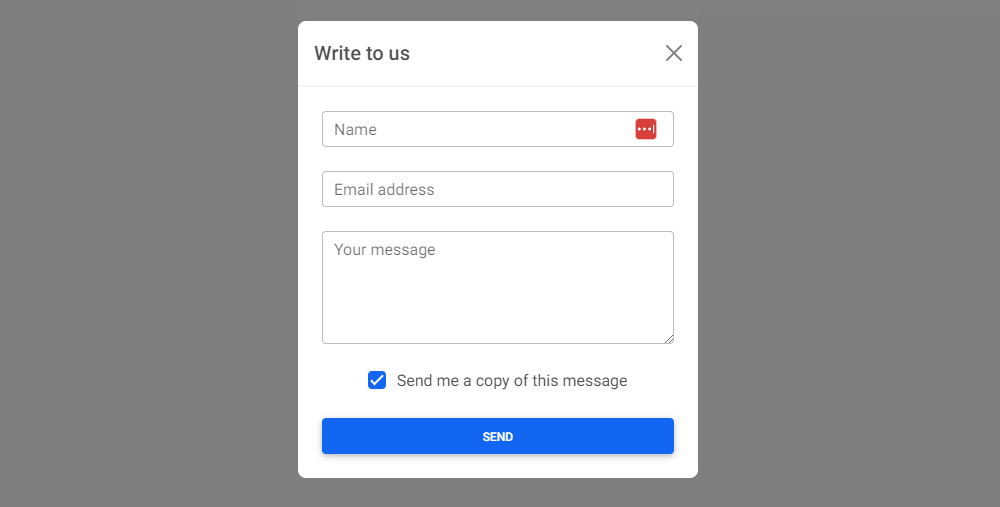 Write to us
Name
Email address
Your message
Send me a copy of this message
SEND